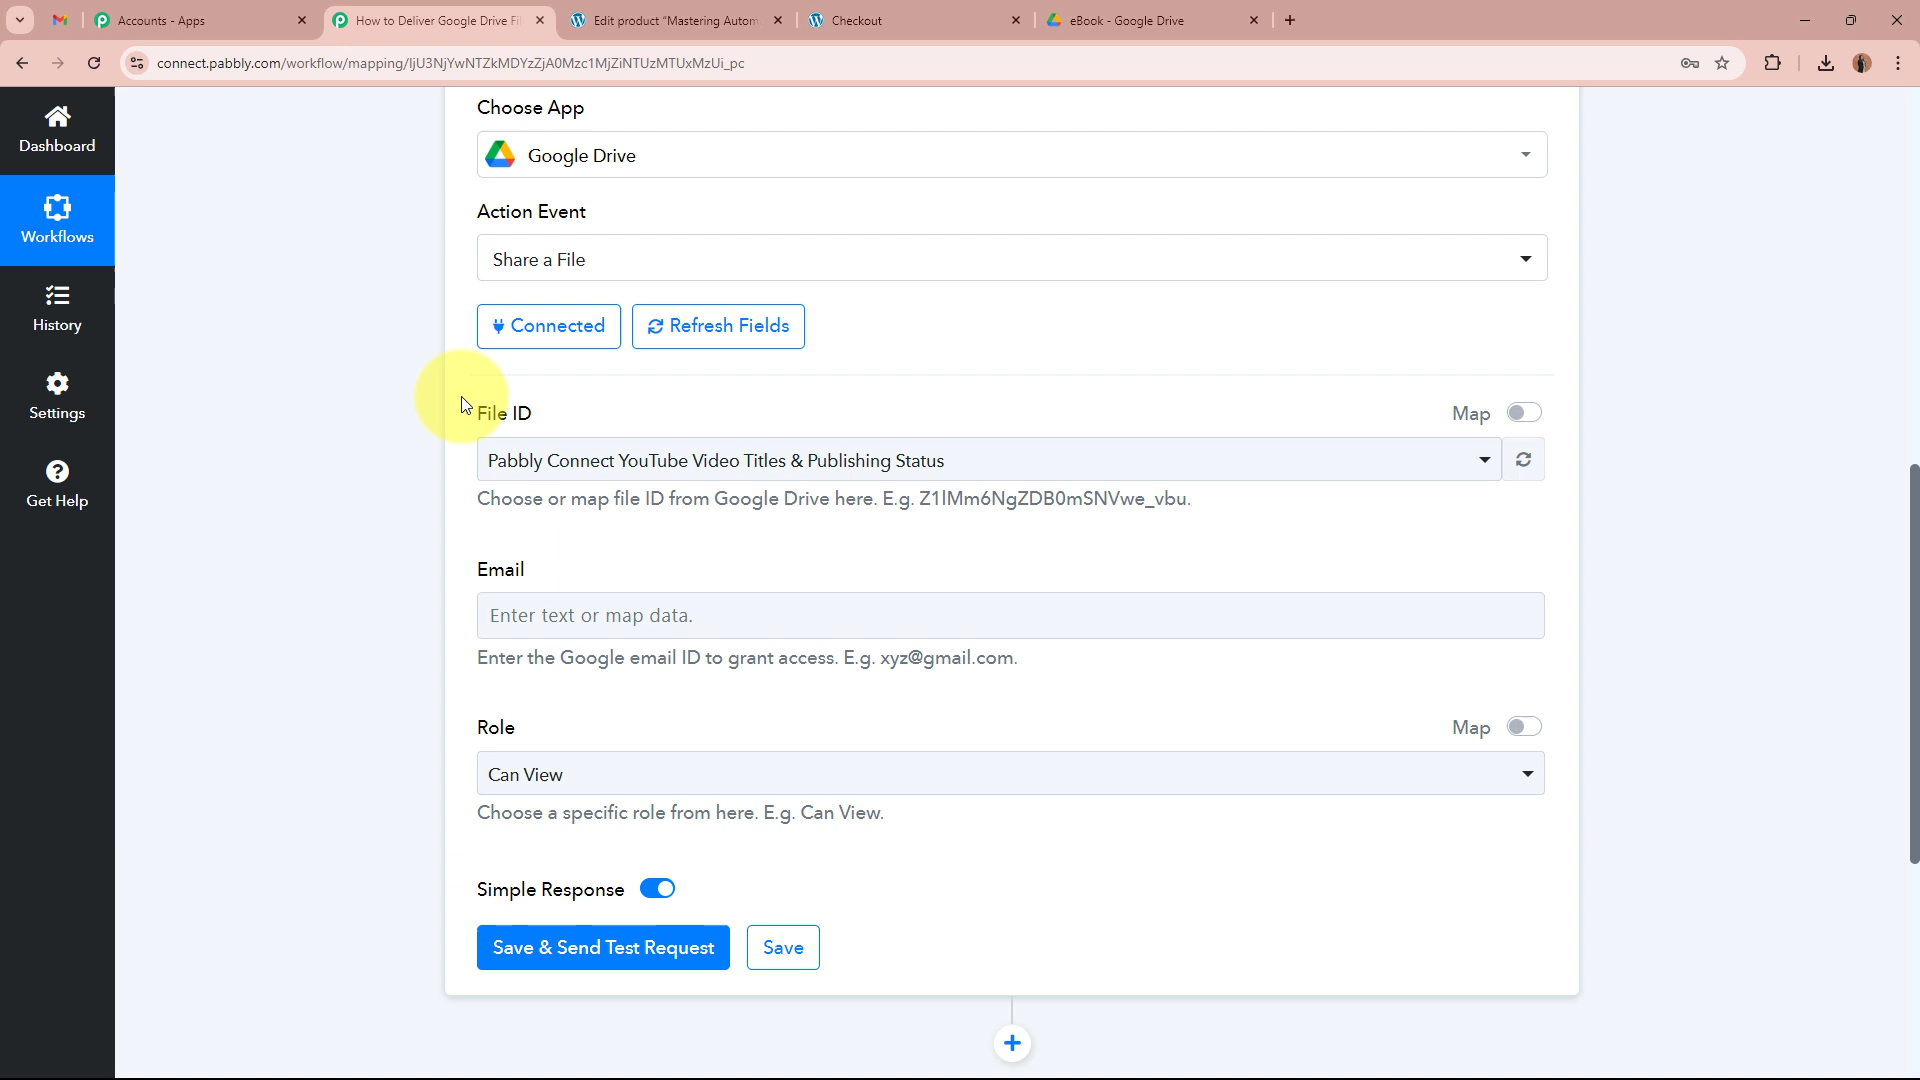 Accounts - Apps
How to Deliver Google Drive Fi
Edit product "Mastering Autom
Checkout
eBook - Google Drive
connect.pabbly.com/workflow/mapping/IjU3NjYwNTZkMDYzZjA0Mzc1MjZiNTUzMTUxMzUi_pc
Dashboard
Workflows
History
Settings
Get Help
Choose App
Google Drive
Action Event
Share a File
Connected
Refresh Fields
File ID
Map
Pabbly Connect YouTube Video Titles & Publishing Status
Choose or map file ID from Google Drive here. E.g. Z1lMm6NgZDB0mSNVwe_vbu.
Email
Enter text or map data.
Enter the Google email ID to grant access. E.g. xyz@gmail.com.
Role
Map
Can View
Choose a specific role from here. E.g. Can View.
Simple Response
Save & Send Test Request
Save